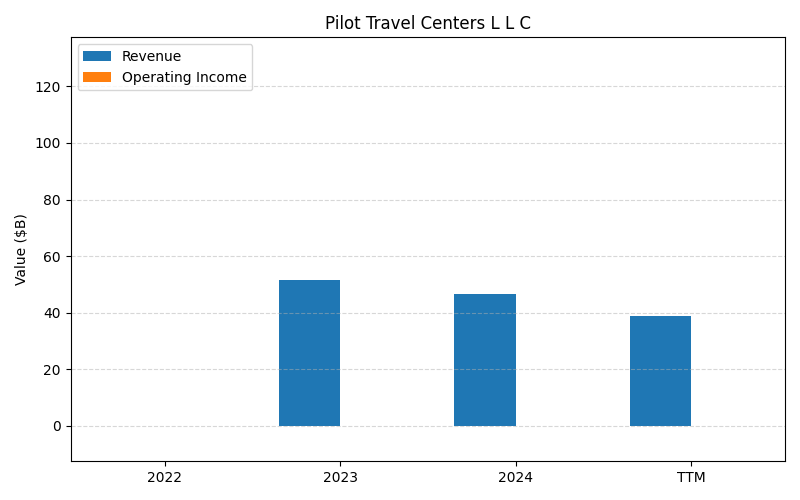 Pilot Travel Centers L L C
Revenue
Operating Income
Value ($B)
120
100
80
60
40
20
0
2022 2023 2024 TTM